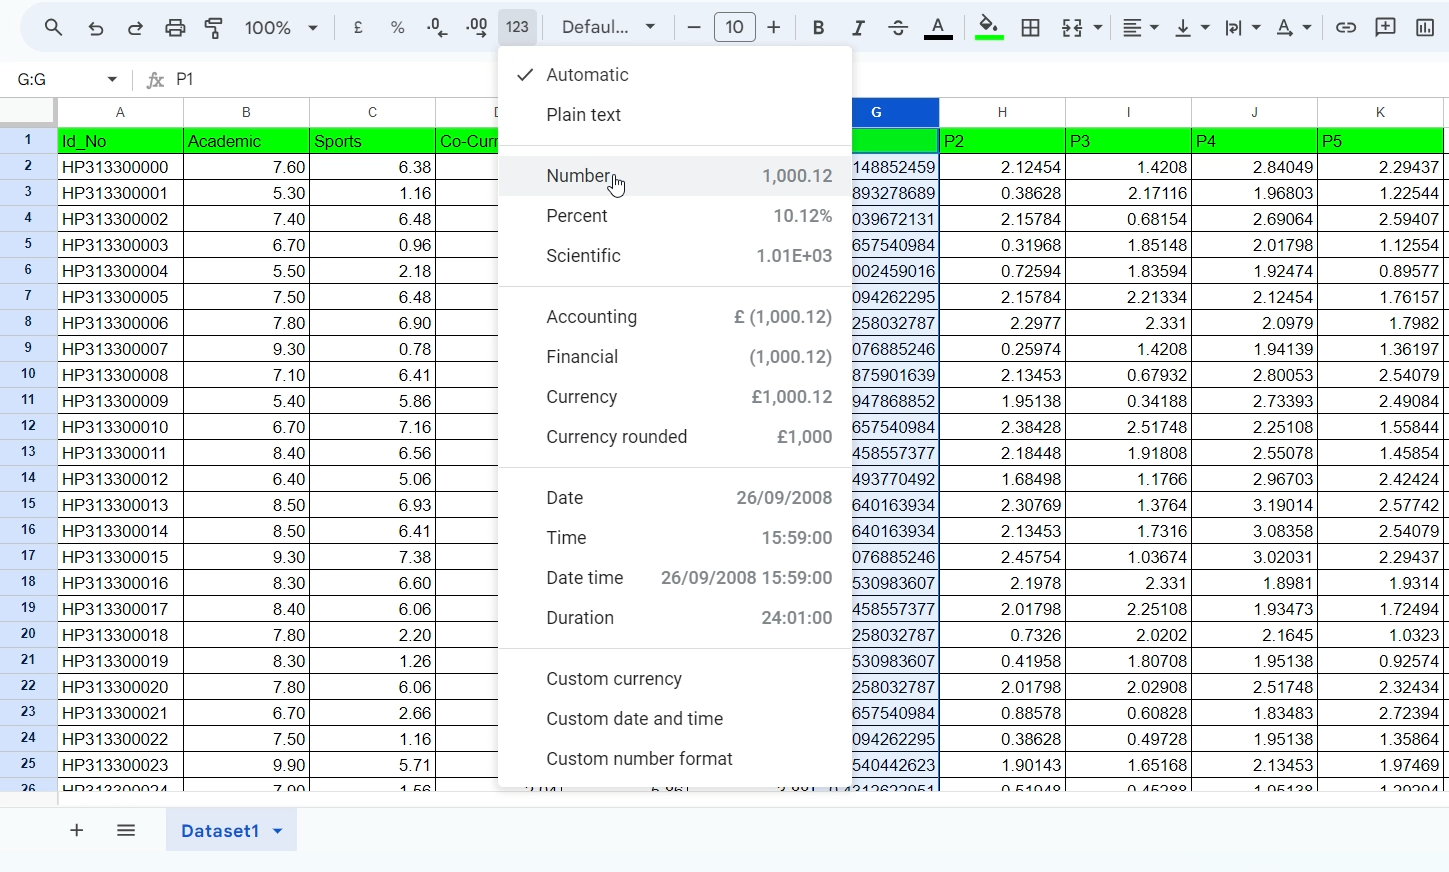 100% £ % .0 .00 123 Defaul... 10 B I A A
G:G fx P1
A B C G H I J K
1 Id_No Academic Sports Co-Curr P2 P3 P4 P5
2 HP313300000 7.60 6.38 148852459 2.12454 1.4208 2.84049 2.29437
3 HP313300001 5.30 1.16 893278689 0.38628 2.17116 1.96803 1.22544
4 HP313300002 7.40 6.48 039672131 2.15784 0.68154 2.69064 2.59407
5 HP313300003 6.70 0.96 657540984 0.31968 1.85148 2.01798 1.12554
6 HP313300004 5.50 2.18 002459016 0.72594 1.83594 1.92474 0.89577
7 HP313300005 7.50 6.48 094262295 2.15784 2.21334 2.12454 1.76157
8 HP313300006 7.80 6.90 258032787 2.2977 2.331 2.0979 1.7982
9 HP313300007 9.30 0.78 076885246 0.25974 1.4208 1.94139 1.36197
10 HP313300008 7.10 6.41 875901639 2.13453 0.67932 2.80053 2.54079
11 HP313300009 5.40 5.86 947868852 1.95138 0.34188 2.73393 2.49084
12 HP313300010 6.70 7.16 657540984 2.38428 2.51748 2.25108 1.55844
13 HP313300011 8.40 6.56 458557377 2.18448 1.91808 2.55078 1.45854
14 HP313300012 6.40 5.06 493770492 1.68498 1.1766 2.96703 2.42424
15 HP313300013 8.50 6.93 640163934 2.30769 1.3764 3.19014 2.57742
16 HP313300014 8.50 6.41 640163934 2.13453 1.7316 3.08358 2.54079
17 HP313300015 9.30 7.38 076885246 2.45754 1.03674 3.02031 2.29437
18 HP313300016 8.30 6.60 530983607 2.1978 2.331 1.8981 1.9314
19 HP313300017 8.40 6.06 458557377 2.01798 2.25108 1.93473 1.72494
20 HP313300018 7.80 2.20 258032787 0.7326 2.0202 2.1645 1.0323
21 HP313300019 8.30 1.26 530983607 0.41958 1.80708 1.95138 0.92574
22 HP313300020 7.80 6.06 258032787 2.01798 2.02908 2.51748 2.32434
23 HP313300021 6.70 2.66 657540984 0.88578 0.60828 1.83483 2.72394
24 HP313300022 7.50 1.16 094262295 0.38628 0.49728 1.95138 1.35864
25 HP313300023 9.90 5.71 540442623 1.90143 1.65168 2.13453 1.97469
26 HP313300024 7.90 1.56
Automatic
Plain text
Number 1,000.12
Percent 10.12%
Scientific 1.01E+03
Accounting £ (1,000.12)
Financial (1,000.12)
Currency £1,000.12
Currency rounded £1,000
Date 26/09/2008
Time 15:59:00
Date time 26/09/2008 15:59:00
Duration 24:01:00
Custom currency
Custom date and time
Custom number format
Dataset1